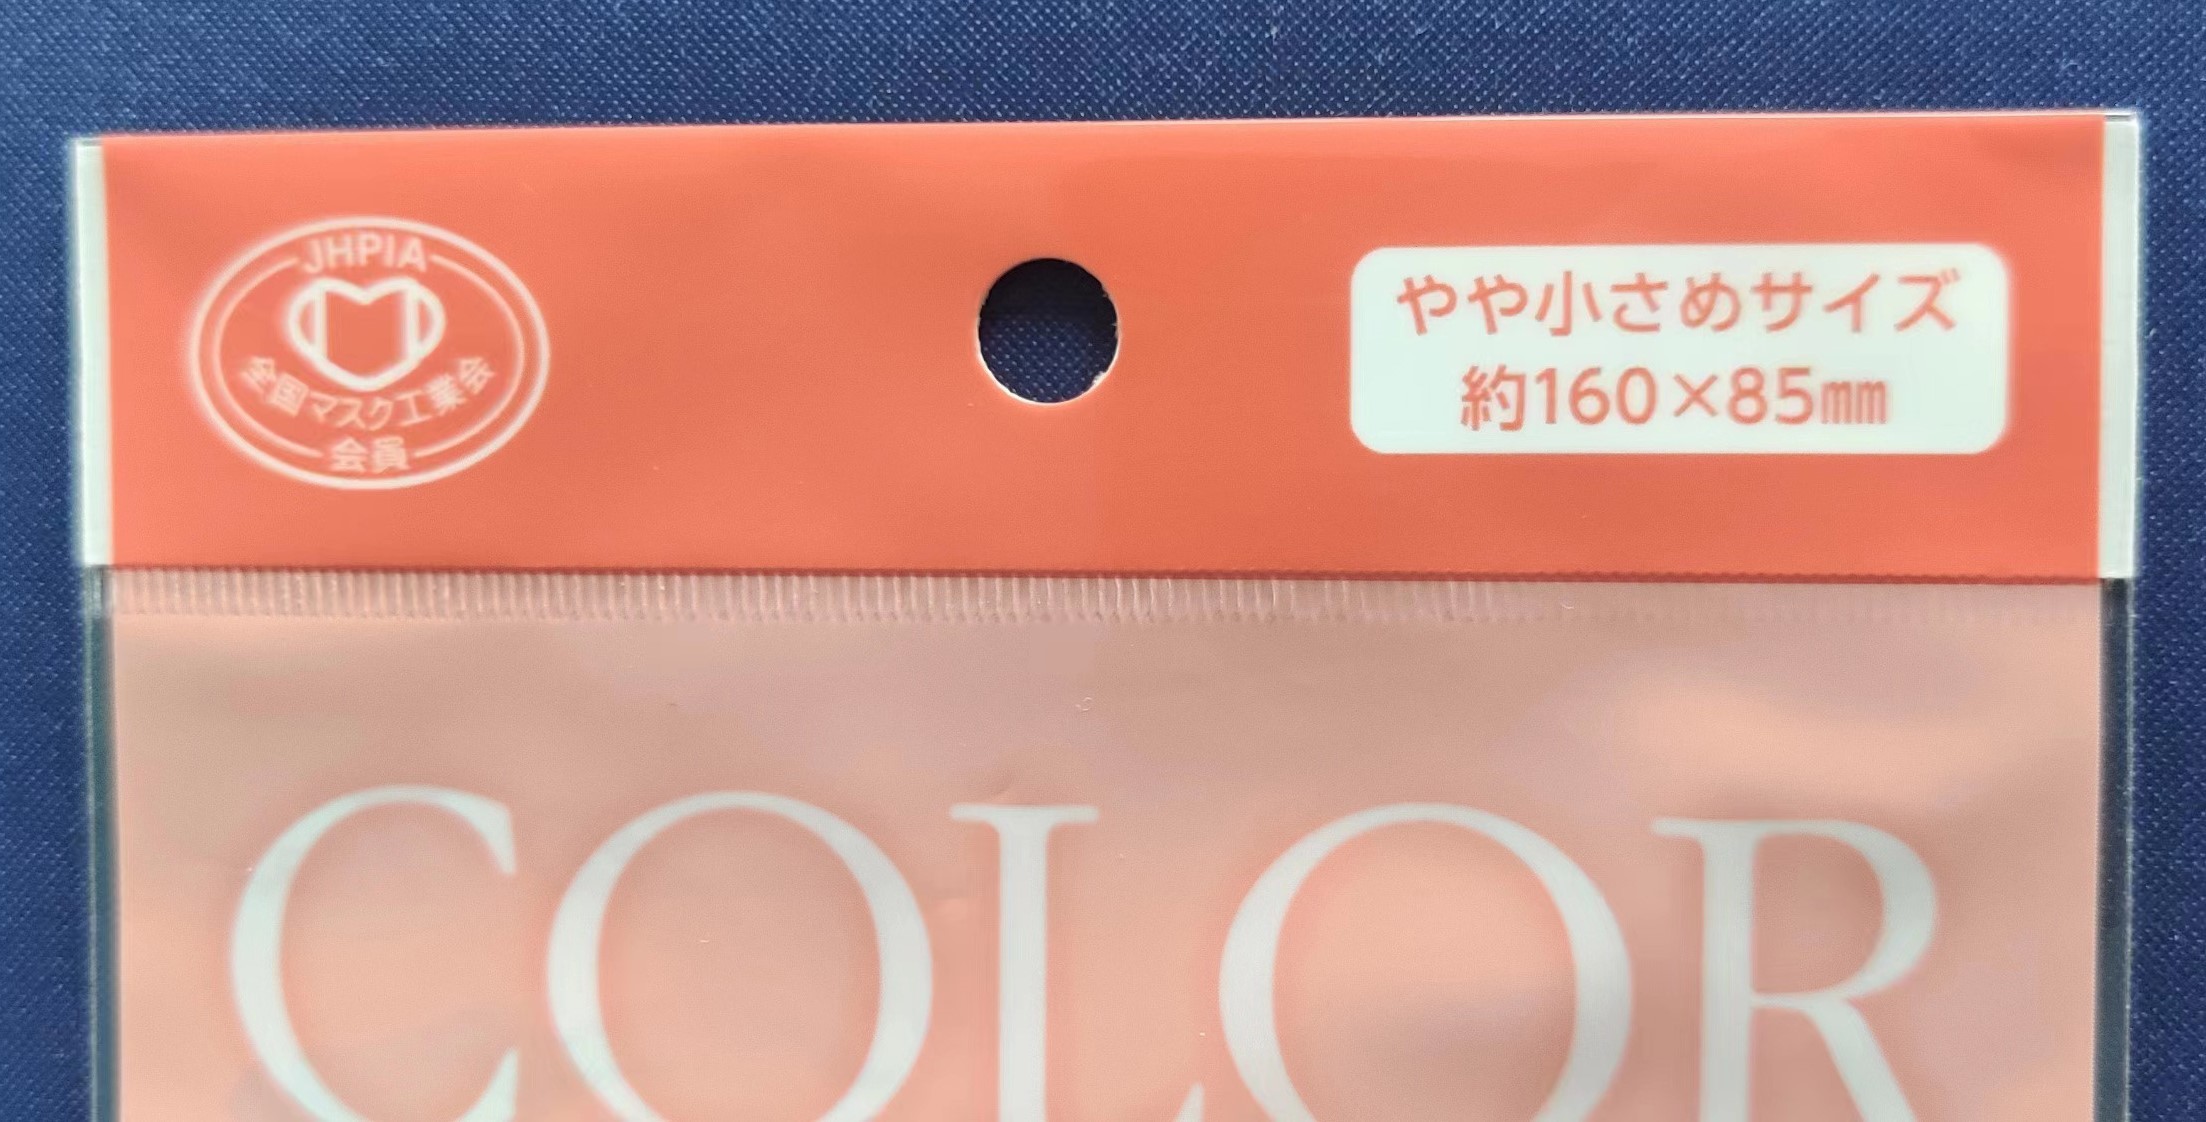 JHPIA
全国マスク工業会
会員
やや小さめサイズ
約160×85㎜
COLOR